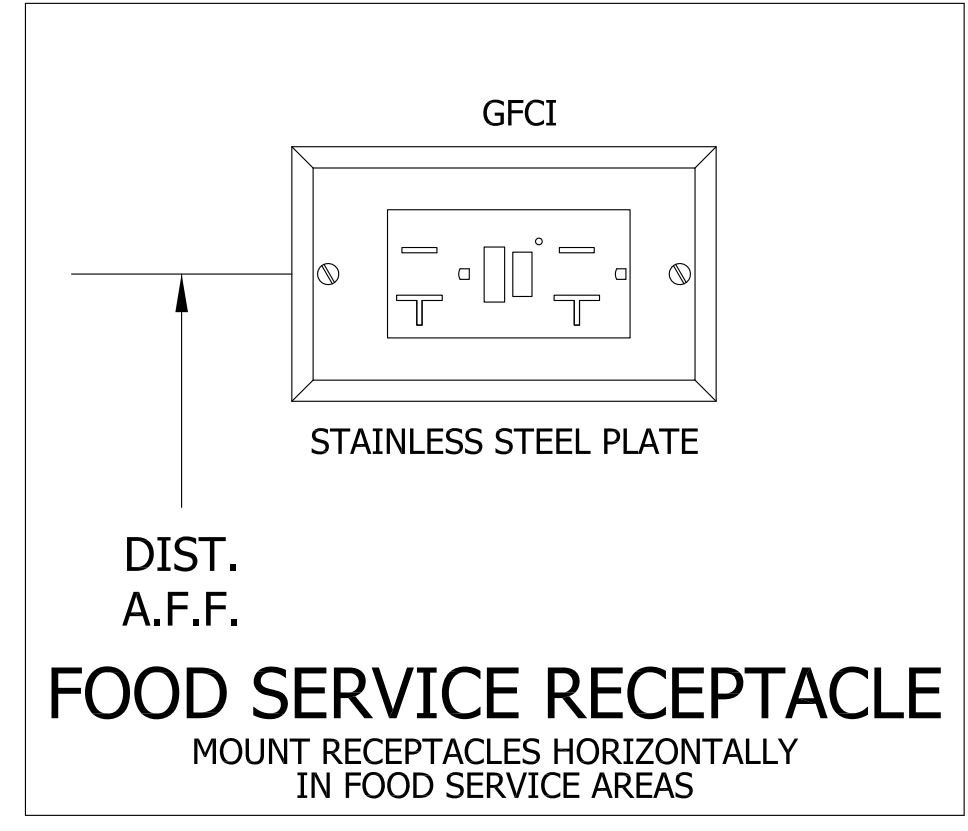 GFCI
STAINLESS STEEL PLATE
DIST.
A.F.F.
FOOD SERVICE RECEPTACLE
MOUNT RECEPTACLES HORIZONTALLY
IN FOOD SERVICE AREAS